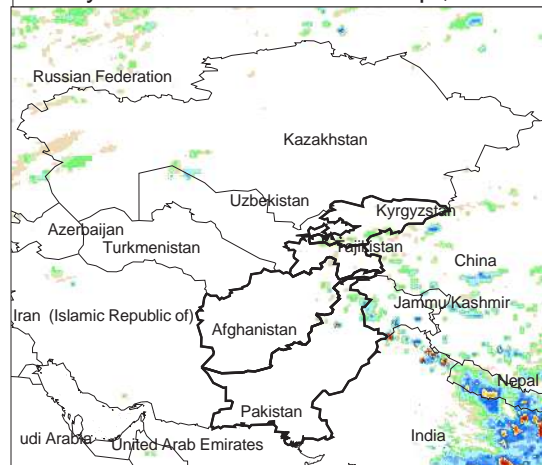 Russian Federation
Kazakhstan
Uzbekistan
Kyrgyzstan
Azerbaijan
Turkmenistan
Tajikistan
China
Jammu/Kashmir
Iran (Islamic Republic of)
Afghanistan
Nepal
Pakistan
udi Arabia
United Arab Emirates
India